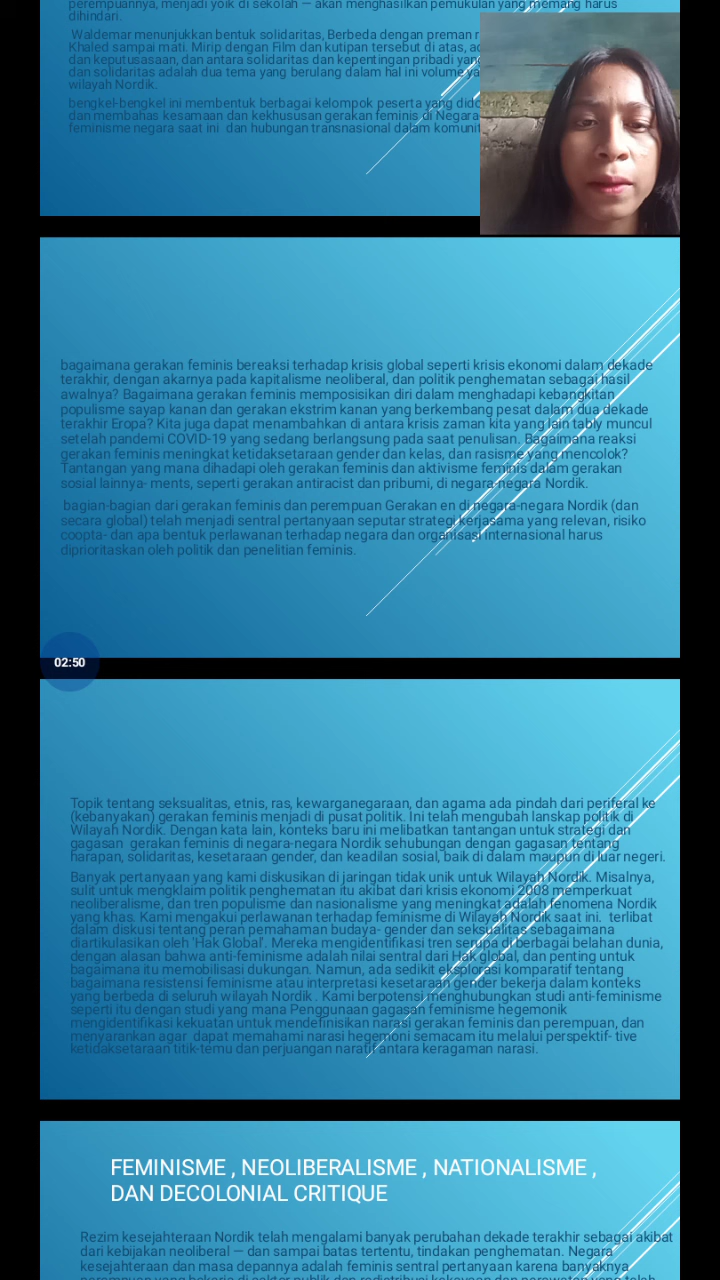 perempuannya, menjadi yoik di sekolah — akan menghasilkan pemukulan yang memang harus
dihindari.
Waldemar menunjukkan bentuk solidaritas, Berbeda dengan preman r
Khaled sampai mati. Mirip dengan Film dan kutipan tersebut di atas, ac
dan keputusasaan, dan antara solidaritas dan kepentingan pribadi yang
dan solidaritas adalah dua tema yang berulang dalam hal ini volume ya
wilayah Nordik.
bengkel-bengkel ini membentuk berbagai kelompok peserta yang did
dan membahas kesamaan dan kekhususan gerakan feminis di Negara
feminisme negara saat ini dan hubungan transnasional dalam komunit
bagaimana gerakan feminis bereaksi terhadap krisis global seperti krisis ekonomi dalam dekade
terakhir, dengan akarnya pada kapitalisme neoliberal, dan politik penghematan sebagai hasil
awalnya? Bagaimana gerakan feminis memposisikan diri dalam menghadapi kebangkitan
populisme sayap kanan dan gerakan ekstrim kanan yang berkembang pesat dalam dua dekade
terakhir Eropa? Kita juga dapat menambahkan di antara krisis zaman kita yang lain tably muncul
setelah pandemi COVID-19 yang sedang berlangsung pada saat penulisan. Bagaimana reaksi
gerakan feminis meningkat ketidaksetaraan gender dan kelas, dan rasisme yang mencolok?
Tantangan yang mana dihadapi oleh gerakan feminis dan aktivisme feminis dalam gerakan
sosial lainnya- ments, seperti gerakan antiracist dan pribumi, di negara-negara Nordik.
bagian-bagian dari gerakan feminis dan perempuan Gerakan en di negara-negara Nordik (dan
secara global) telah menjadi sentral pertanyaan seputar strategi kerjasama yang relevan, risiko
coopta- dan apa bentuk perlawanan terhadap negara dan organisasi internasional harus
diprioritaskan oleh politik dan penelitian feminis.
02:50
Topik tentang seksualitas, etnis, ras, kewarganegaraan, dan agama ada pindah dari periferal ke
(kebanyakan) gerakan feminis menjadi di pusat politik. Ini telah mengubah lanskap politik di
Wilayah Nordik. Dengan kata lain, konteks baru ini melibatkan tantangan untuk strategi dan
gagasan gerakan feminis di negara-negara Nordik sehubungan dengan gagasan tentang
harapan, solidaritas, kesetaraan gender, dan keadilan sosial, baik di dalam maupun di luar negeri.
Banyak pertanyaan yang kami diskusikan di jaringan tidak unik untuk Wilayah Nordik. Misalnya,
sulit untuk mengklaim politik penghematan itu akibat dari krisis ekonomi 2008 memperkuat
neoliberalisme, dan tren populisme dan nasionalisme yang meningkat adalah fenomena Nordik
yang khas. Kami mengakui perlawanan terhadap feminisme di Wilayah Nordik saat ini. terlibat
dalam diskusi tentang peran pemahaman budaya- gender dan seksualitas sebagaimana
diartikulasikan oleh 'Hak Global'. Mereka mengidentifikasi tren serupa di berbagai belahan dunia,
dengan alasan bahwa anti-feminisme adalah nilai sentral dari Hak global, dan penting untuk
bagaimana itu memobilisasi dukungan. Namun, ada sedikit eksplorasi komparatif tentang
bagaimana resistensi feminisme atau interpretasi kesetaraan gender bekerja dalam konteks
yang berbeda di seluruh wilayah Nordik . Kami berpotensi menghubungkan studi anti-feminisme
seperti itu dengan studi yang mana Penggunaan gagasan feminisme hegemonik
mengidentifikasi kekuatan untuk mendefinisikan narasi gerakan feminis dan perempuan, dan
menyarankan agar dapat memahami narasi hegemoni semacam itu melalui perspektif- tive
ketidaksetaraan titik-temu dan perjuangan naratif antara keragaman narasi.
FEMINISME , NEOLIBERALISME , NATIONALISME ,
DAN DECOLONIAL CRITIQUE
Rezim kesejahteraan Nordik telah mengalami banyak perubahan dekade terakhir sebagai akibat
dari kebijakan neoliberal — dan sampai batas tertentu, tindakan penghematan. Negara
kesejahteraan dan masa depannya adalah feminis sentral pertanyaan karena banyaknya